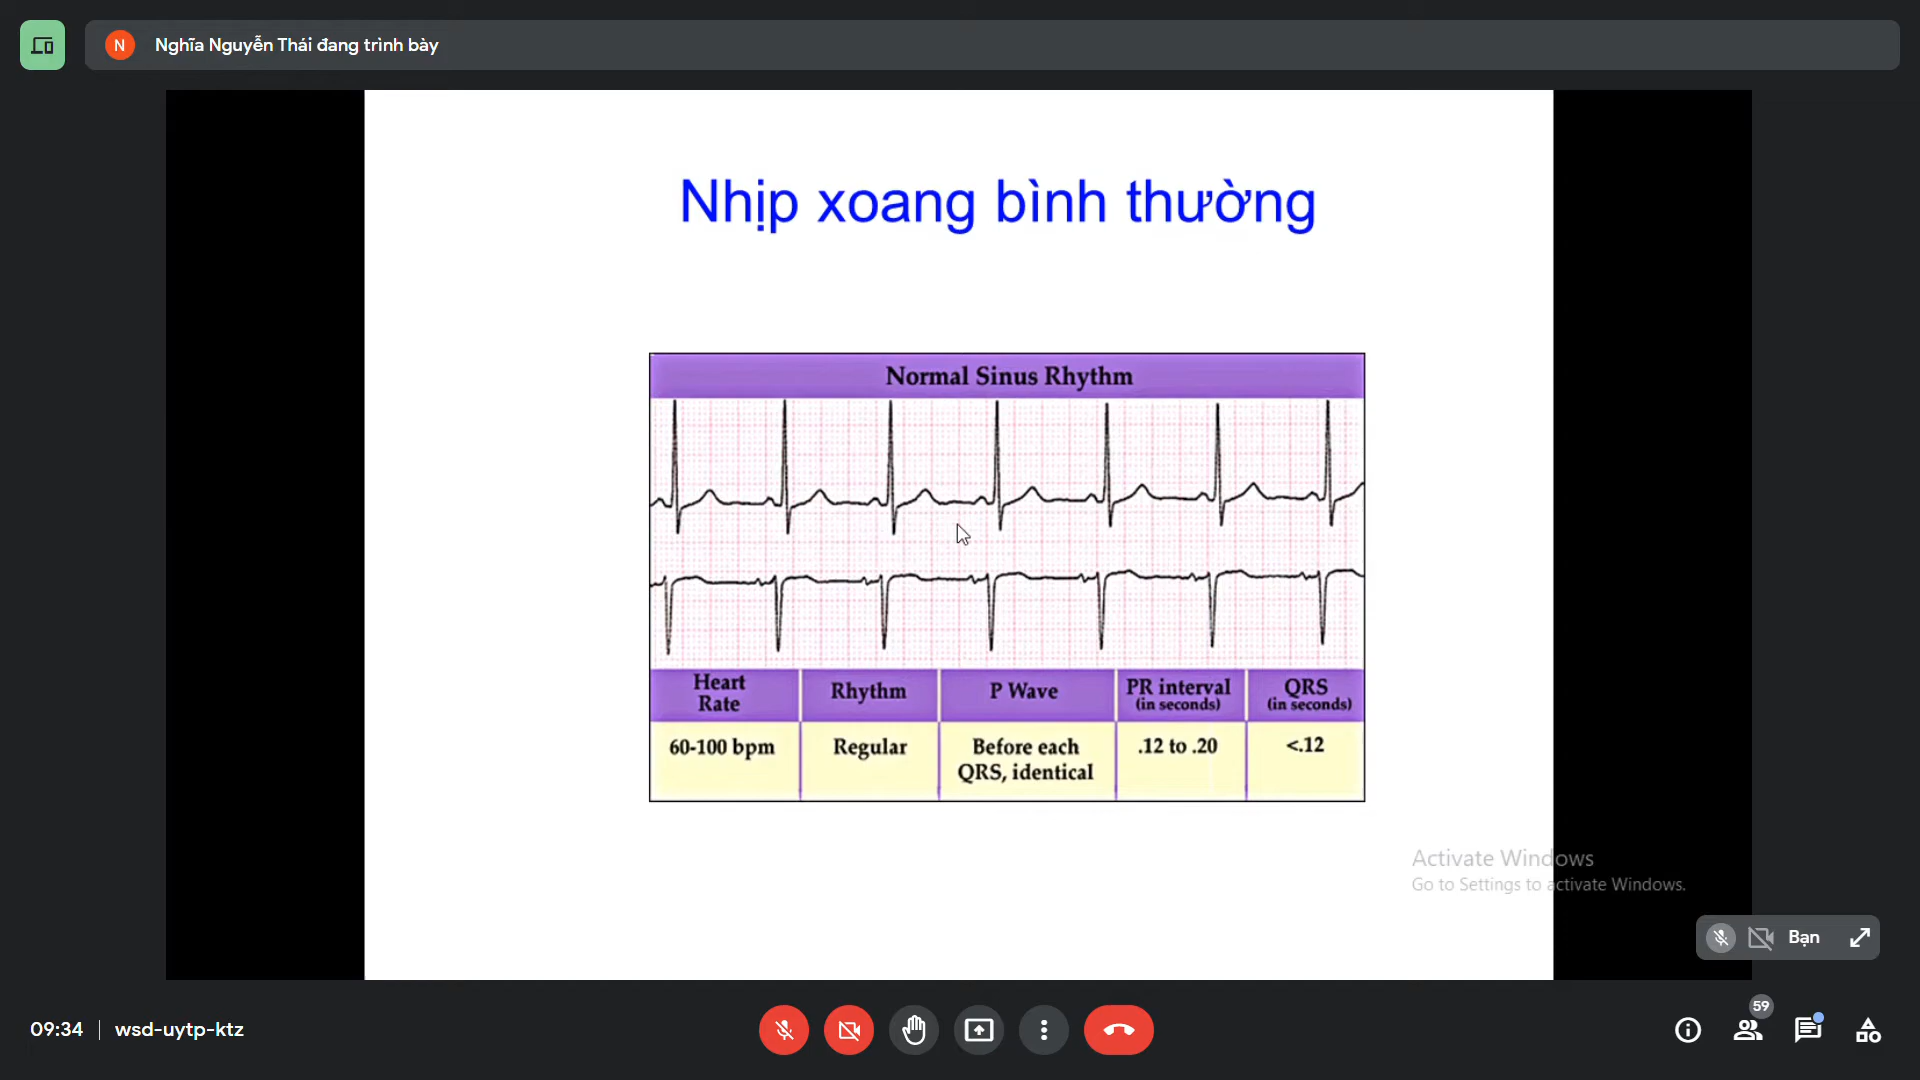 N Nghĩa Nguyễn Thái đang trình bày
Nhịp xoang bình thường
Normal Sinus Rhythm
Heart Rate
Rhythm
P Wave
PR interval (in seconds)
QRS (in seconds)
60-100 bpm
Regular
Before each QRS, identical
.12 to .20
<.12
Activate Windows
Go to Settings to activate Windows.
Bạn
09:34 | wsd-uytp-ktz
59